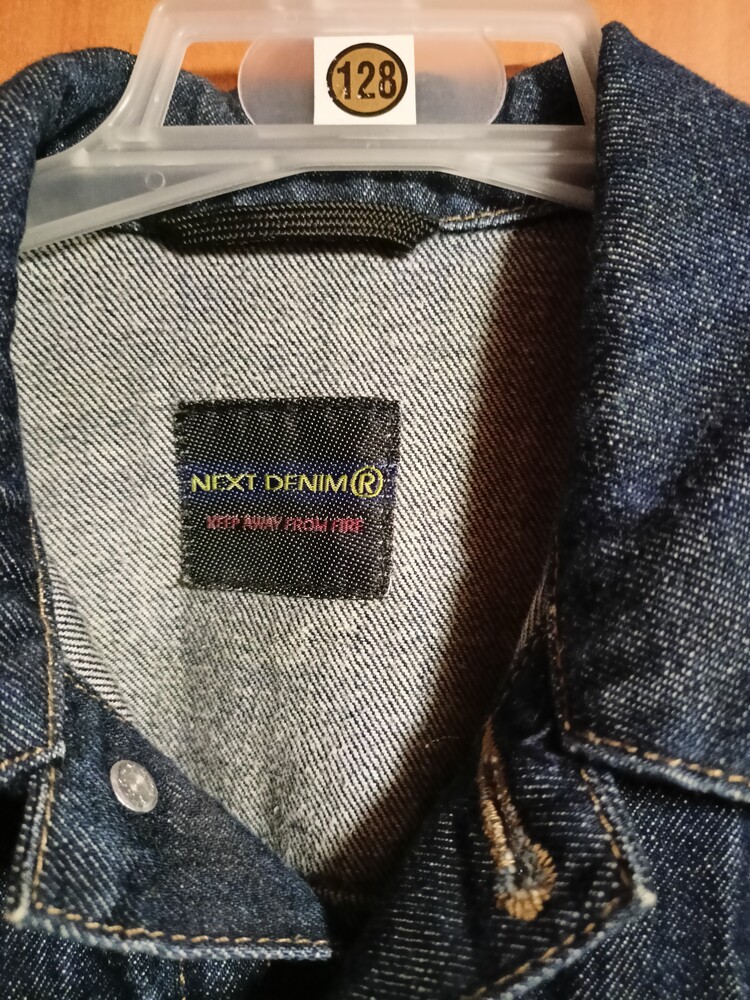 128
NEXT DENIM®
KEEP AWAY FROM FIRE